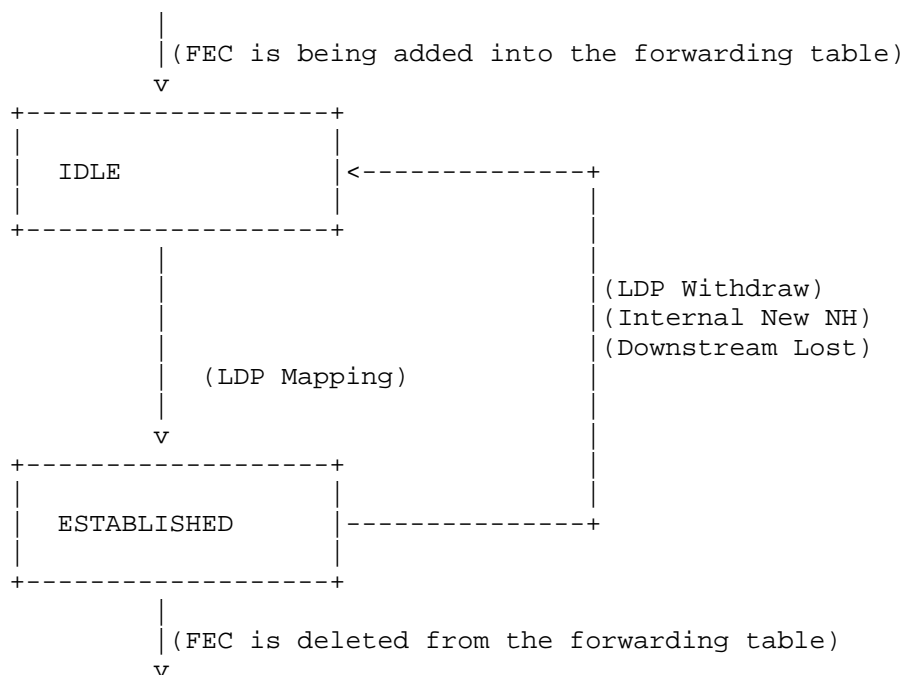 (FEC is being added into the forwarding table)
IDLE
(LDP Withdraw)
(Internal New NH)
(Downstream Lost)
(LDP Mapping)
ESTABLISHED
(FEC is deleted from the forwarding table)